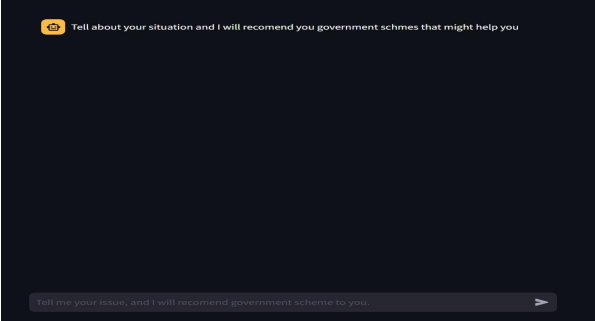 Tell about your situation and I will recomend you government schmes that might help you
Tell me your issue, and I will recomend government scheme to you.